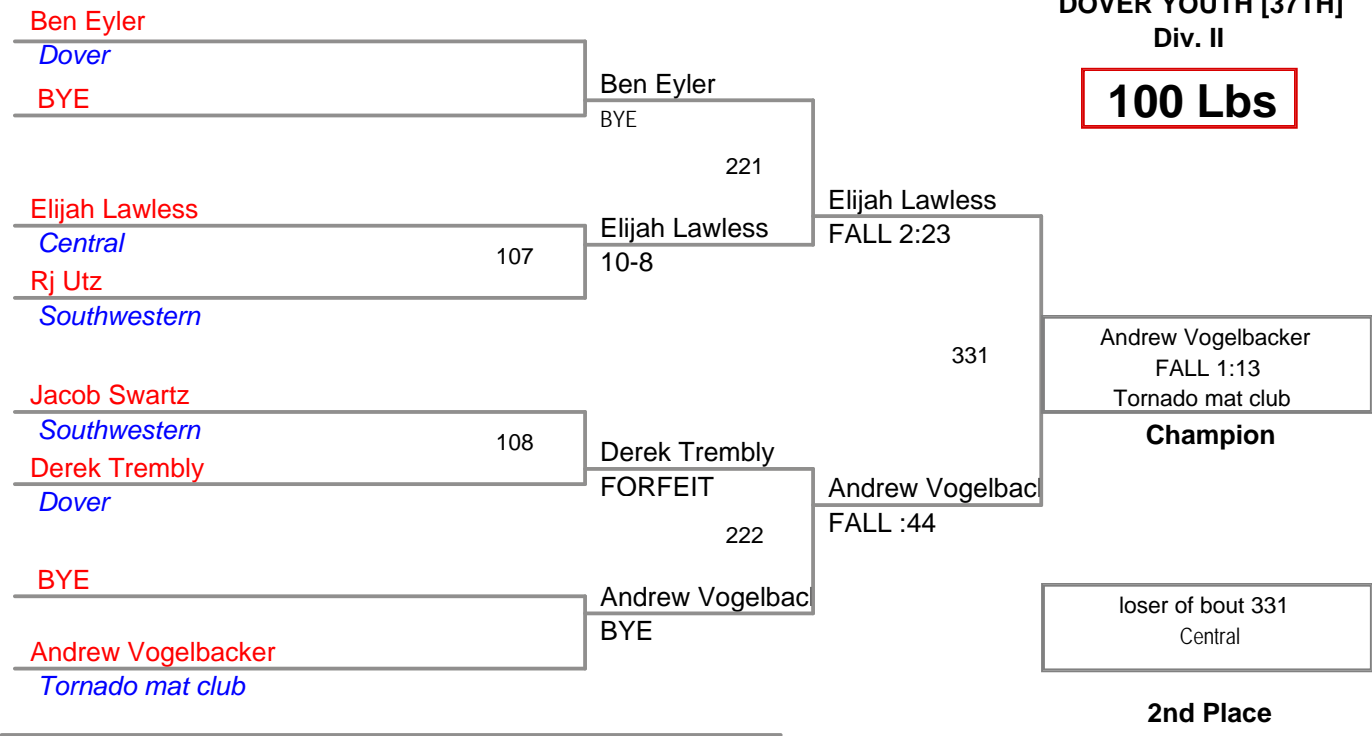 DOVER YOUTH [37TH]
Div. II
100 Lbs
Ben Eyler
Dover
BYE
Elijah Lawless
Central
107
Rj Utz
Southwestern
Jacob Swartz
Southwestern
108
Derek Trembly
Dover
BYE
Andrew Vogelbacker
Tornado mat club
Ben Eyler
BYE
221
Elijah Lawless
10-8
Derek Trembly
FORFEIT
222
Andrew Vogelbac
BYE
Elijah Lawless
FALL 2:23
331
Andrew Vogelbac
FALL :44
Andrew Vogelbacker
FALL 1:13
Tornado mat club
Champion
loser of bout 331
Central
2nd Place